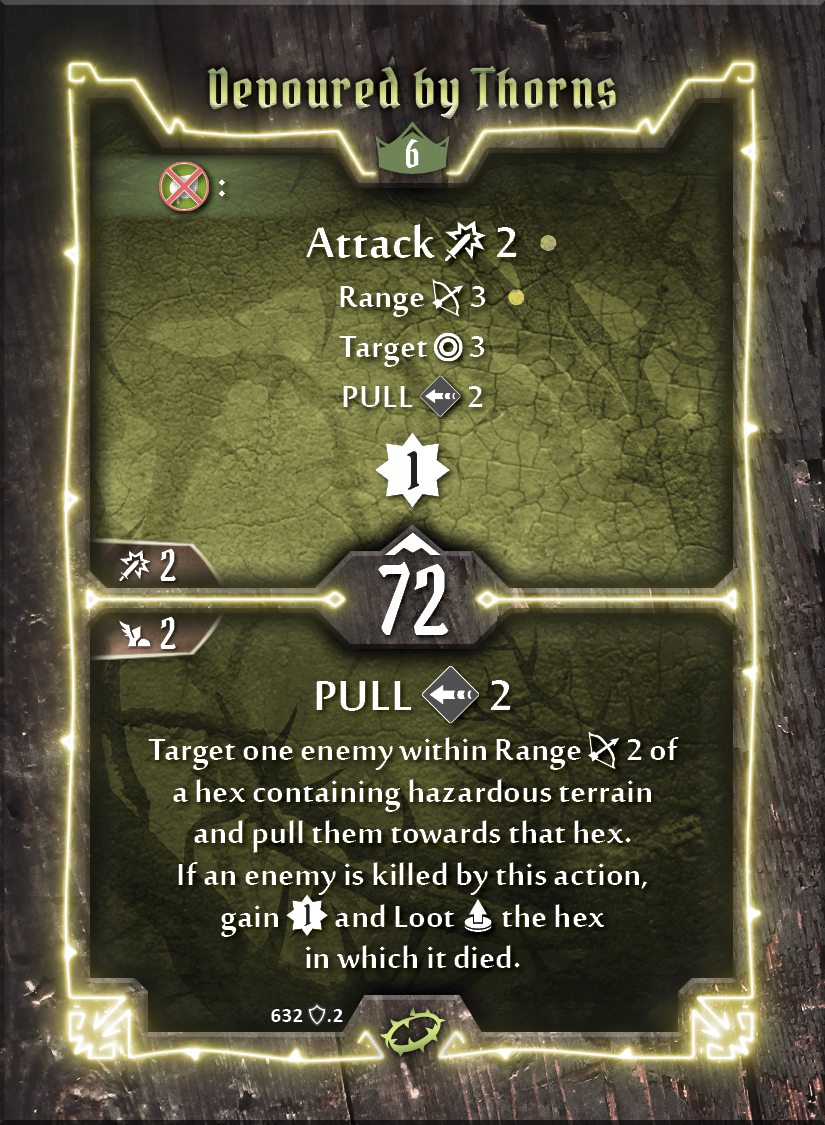 Devoured by Thorns
6
:
Attack 2
Range 3
Target 3
PULL 2
1
2
72
2
PULL 2
Target one enemy within Range 2 of
a hex containing hazardous terrain
and pull them towards that hex.
If an enemy is killed by this action,
gain 1 and Loot the hex
in which it died.
632 .2